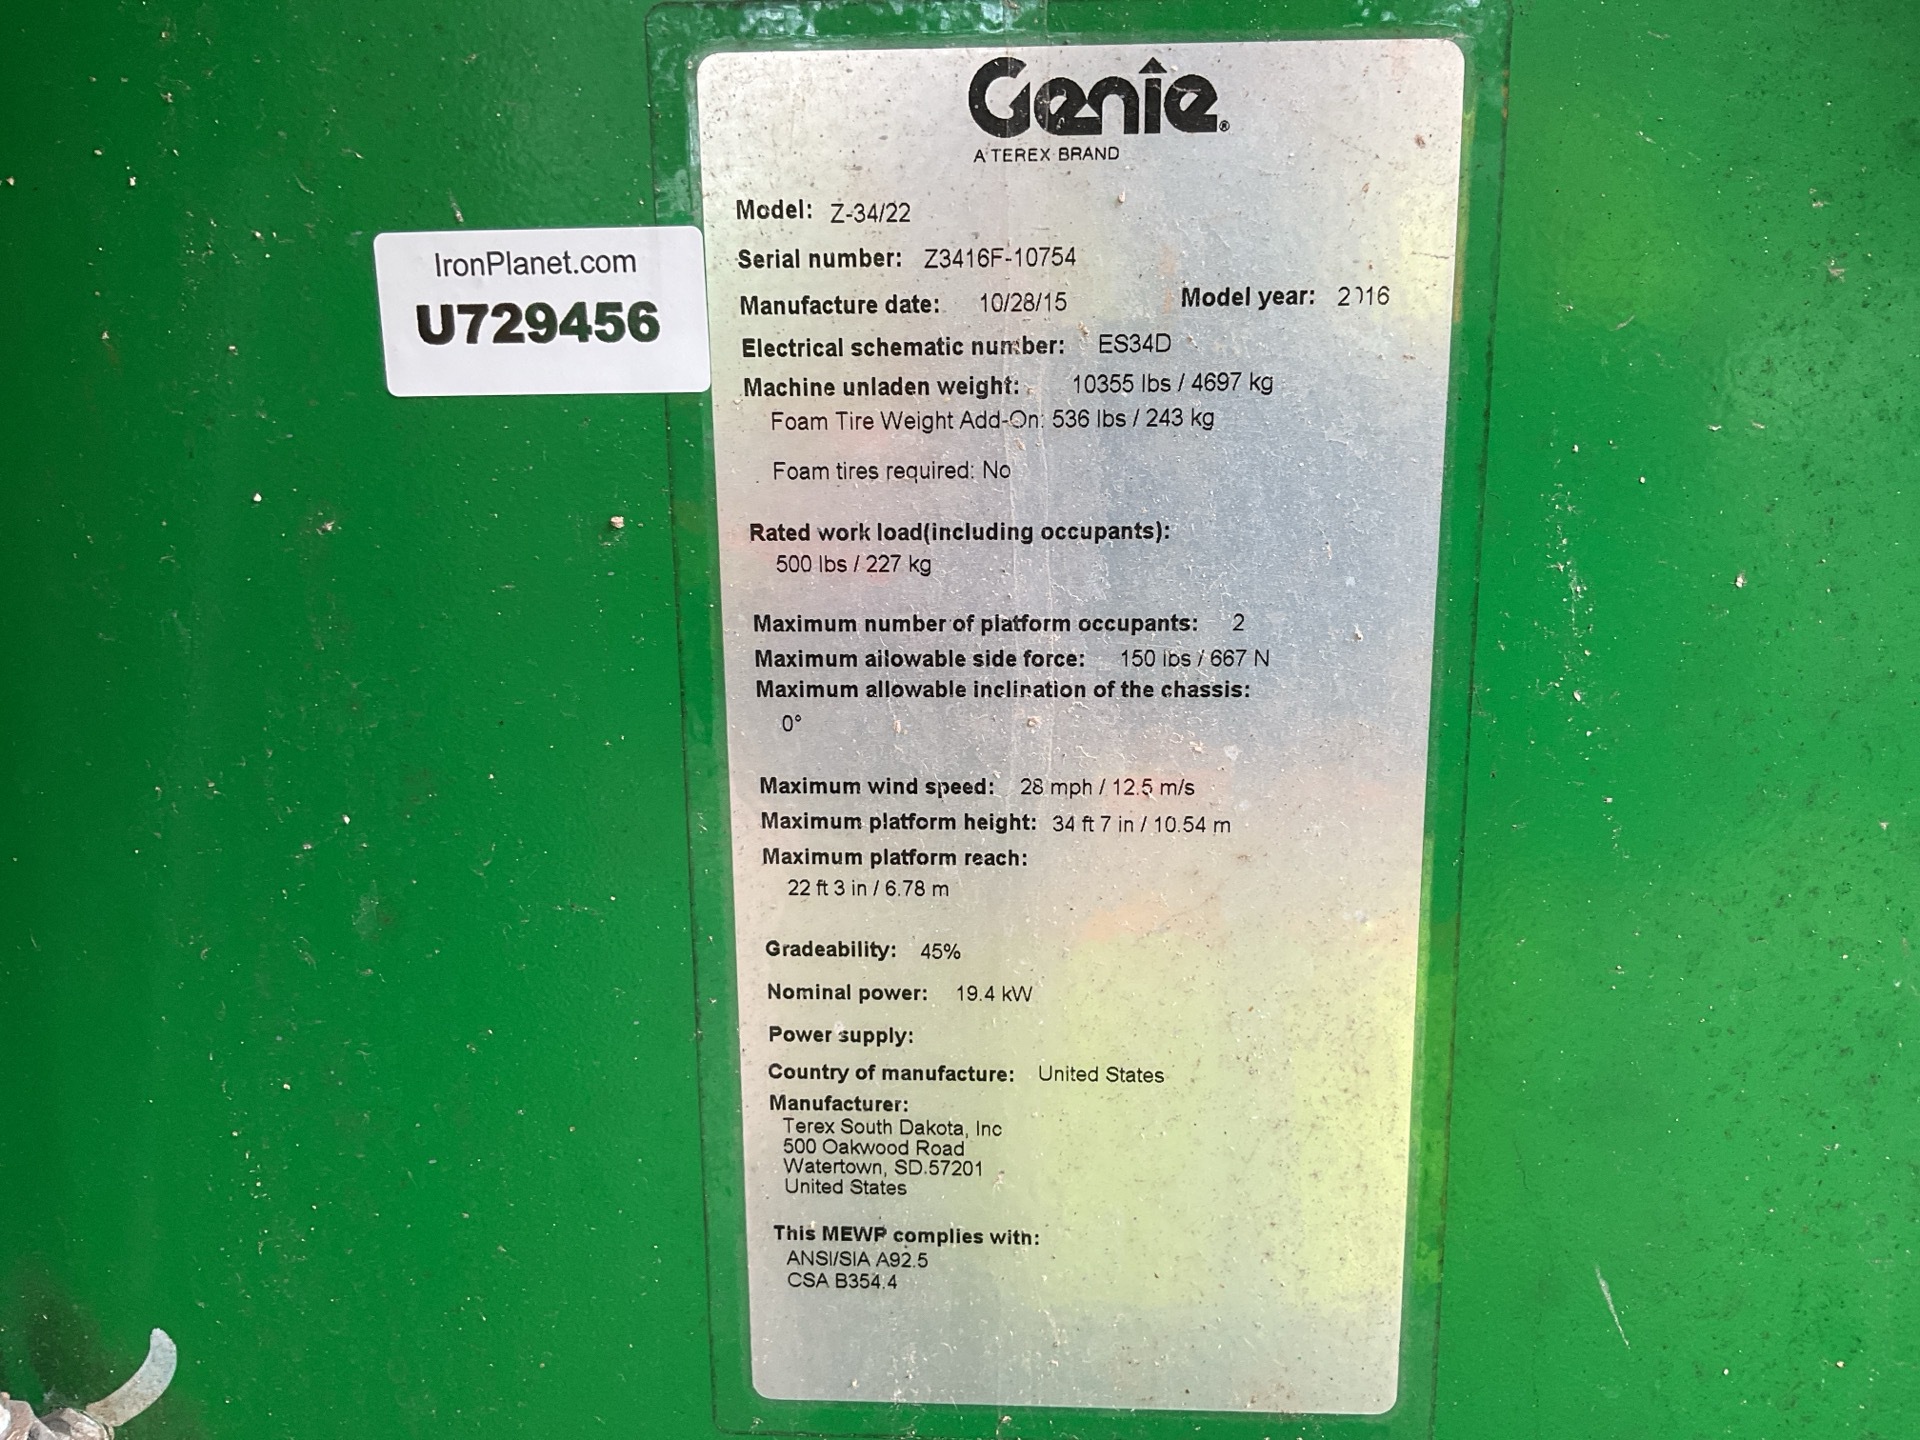 Genie®
A TEREX BRAND
IronPlanet.com
U729456
Model: Z-34/22
Serial number: Z3416F-10754
Manufacture date: 10/28/15 Model year: 2016
Electrical schematic number: ES34D
Machine unladen weight: 10355 lbs / 4697 kg
Foam Tire Weight Add-On: 536 lbs / 243 kg
Foam tires required: No
Rated work load(including occupants):
500 lbs / 227 kg
Maximum number of platform occupants: 2
Maximum allowable side force: 150 lbs / 667 N
Maximum allowable inclination of the chassis:
0°
Maximum wind speed: 28 mph / 12.5 m/s
Maximum platform height: 34 ft 7 in / 10.54 m
Maximum platform reach:
22 ft 3 in / 6.78 m
Gradeability: 45%
Nominal power: 19.4 kW
Power supply:
Country of manufacture: United States
Manufacturer:
Terex South Dakota, Inc
500 Oakwood Road
Watertown, SD 57201
United States
This MEWP complies with:
ANSI/SIA A92.5
CSA B354.4